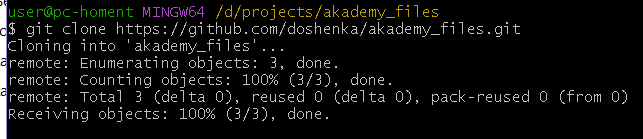 user@pc-homent MINGW64 /d/projects/akademy_files
$ git clone https://github.com/doshenka/akademy_files.git
Cloning into 'akademy_files'...
remote: Enumerating objects: 3, done.
remote: Counting objects: 100% (3/3), done.
remote: Total 3 (delta 0), reused 0 (delta 0), pack-reused 0 (from 0)
Receiving objects: 100% (3/3), done.